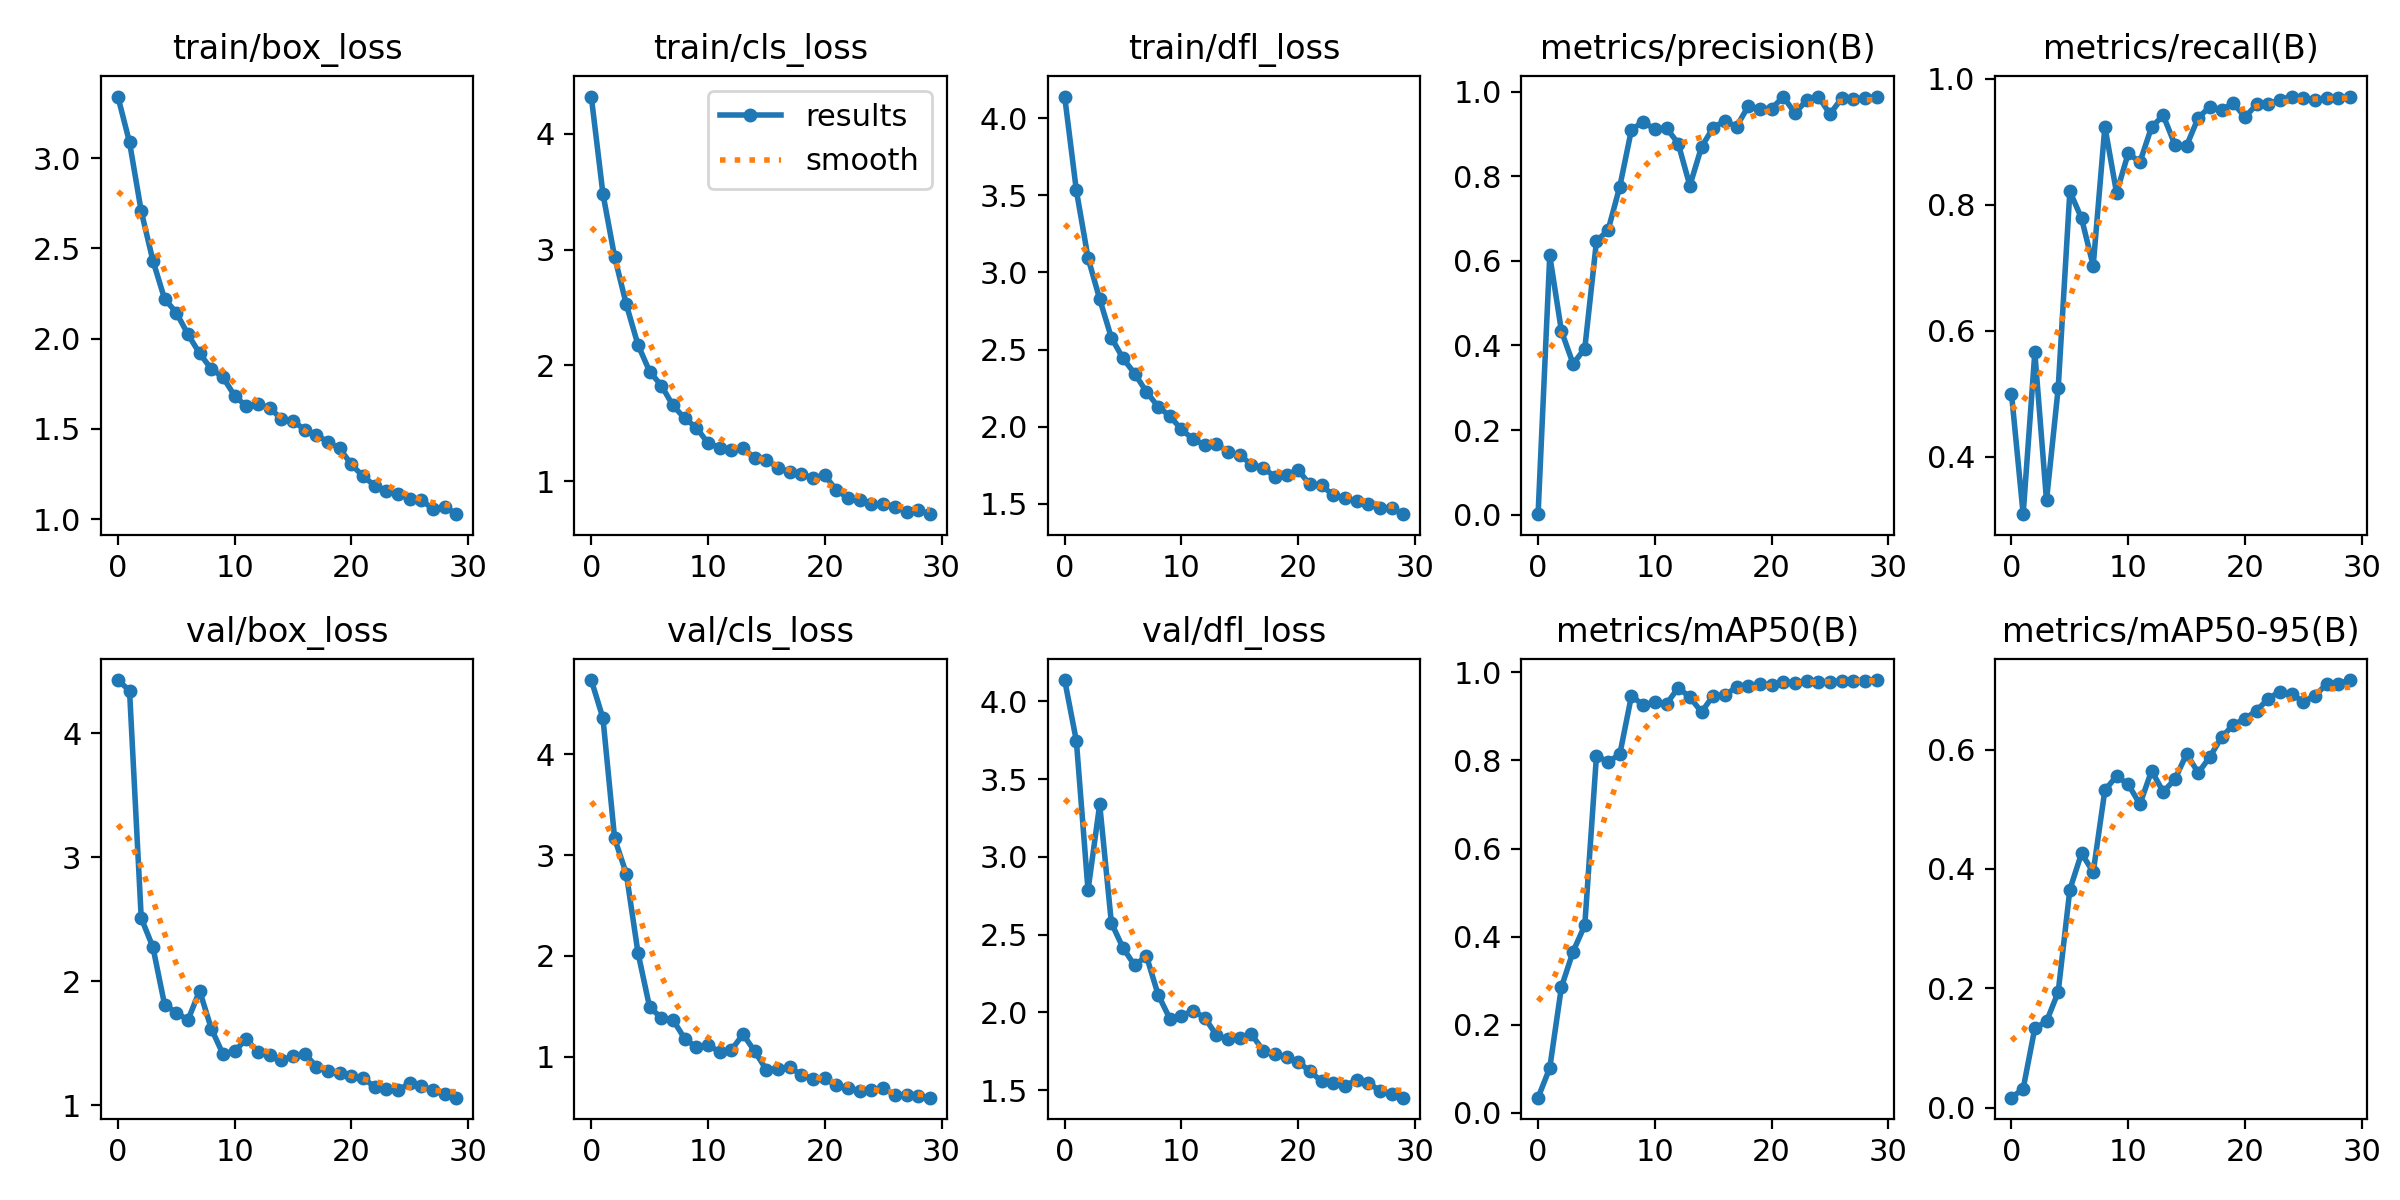 train/box_loss
3.0
2.5
2.0
1.5
1.0
0 10 20 30
train/cls_loss
results
smooth
4
3
2
1
0 10 20 30
train/dfl_loss
4.0
3.5
3.0
2.5
2.0
1.5
0 10 20 30
metrics/precision(B)
1.0
0.8
0.6
0.4
0.2
0.0
0 10 20 30
metrics/recall(B)
1.0
0.8
0.6
0.4
0 10 20 30
val/box_loss
4
3
2
1
0 10 20 30
val/cls_loss
4
3
2
1
0 10 20 30
val/dfl_loss
4.0
3.5
3.0
2.5
2.0
1.5
0 10 20 30
metrics/mAP50(B)
1.0
0.8
0.6
0.4
0.2
0.0
0 10 20 30
metrics/mAP50-95(B)
0.6
0.4
0.2
0.0
0 10 20 30